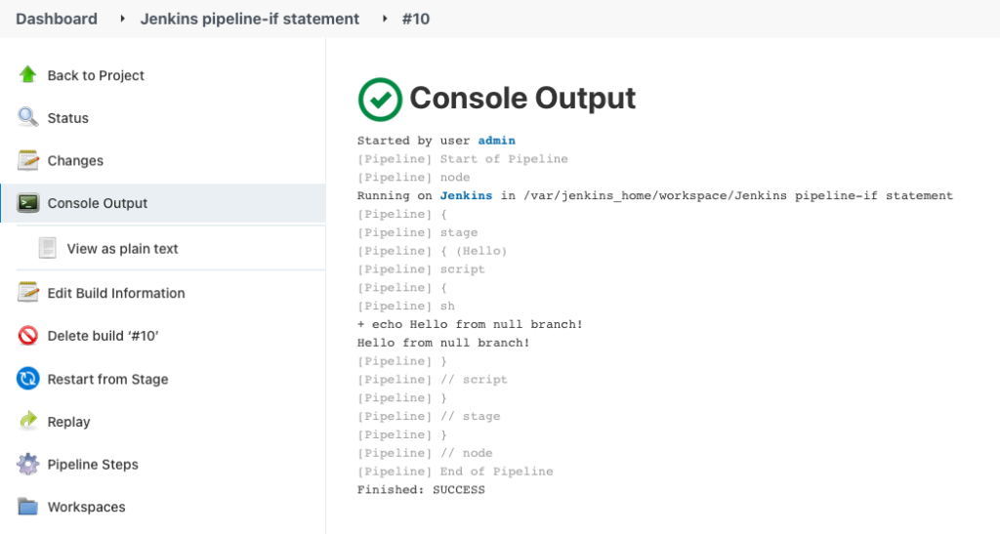 Dashboard ‣ Jenkins pipeline-if statement ‣ #10
Back to Project
Status
Changes
Console Output
View as plain text
Edit Build Information
Delete build ‘#10’
Restart from Stage
Replay
Pipeline Steps
Workspaces
Console Output
Started by user admin
[Pipeline] Start of Pipeline
[Pipeline] node
Running on Jenkins in /var/jenkins_home/workspace/Jenkins pipeline-if statement
[Pipeline] {
[Pipeline] stage
[Pipeline] { (Hello)
[Pipeline] script
[Pipeline] {
[Pipeline] sh
+ echo Hello from null branch!
Hello from null branch!
[Pipeline] }
[Pipeline] // script
[Pipeline] }
[Pipeline] // stage
[Pipeline] }
[Pipeline] // node
[Pipeline] End of Pipeline
Finished: SUCCESS